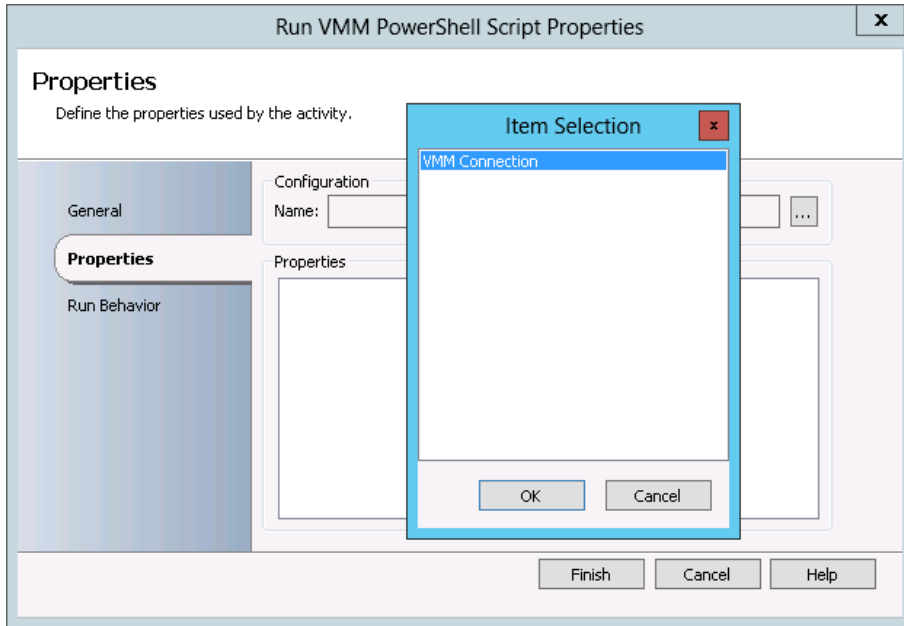 Run VMM PowerShell Script Properties
x
Properties
Define the properties used by the activity.
Item Selection
x
VMM Connection
General
Properties
Run Behavior
Configuration
Name:
...
Properties
OK
Cancel
Finish
Cancel
Help